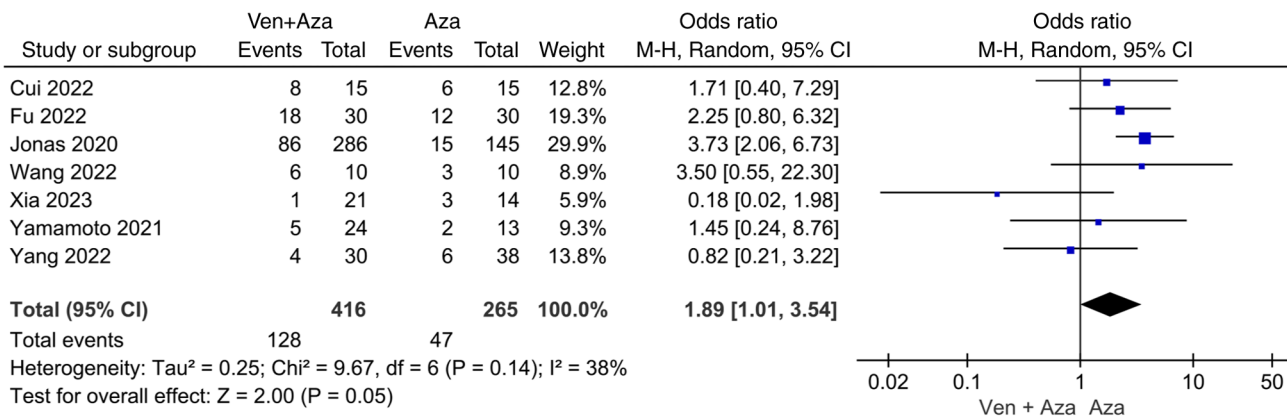 Ven+Aza Aza Odds ratio Odds ratio
Study or subgroup Events Total Events Total Weight M-H, Random, 95% CI M-H, Random, 95% CI
Cui 2022 8 15 6 15 12.8% 1.71 [0.40, 7.29]
Fu 2022 18 30 12 30 19.3% 2.25 [0.80, 6.32]
Jonas 2020 86 286 15 145 29.9% 3.73 [2.06, 6.73]
Wang 2022 6 10 3 10 8.9% 3.50 [0.55, 22.30]
Xia 2023 1 21 3 14 5.9% 0.18 [0.02, 1.98]
Yamamoto 2021 5 24 2 13 9.3% 1.45 [0.24, 8.76]
Yang 2022 4 30 6 38 13.8% 0.82 [0.21, 3.22]
Total (95% CI) 416 265 100.0% 1.89 [1.01, 3.54]
Total events 128 47
Heterogeneity: Tau² = 0.25; Chi² = 9.67, df = 6 (P = 0.14); I² = 38%
Test for overall effect: Z = 2.00 (P = 0.05)
0.02 0.1 1 10 50
Ven + Aza Aza